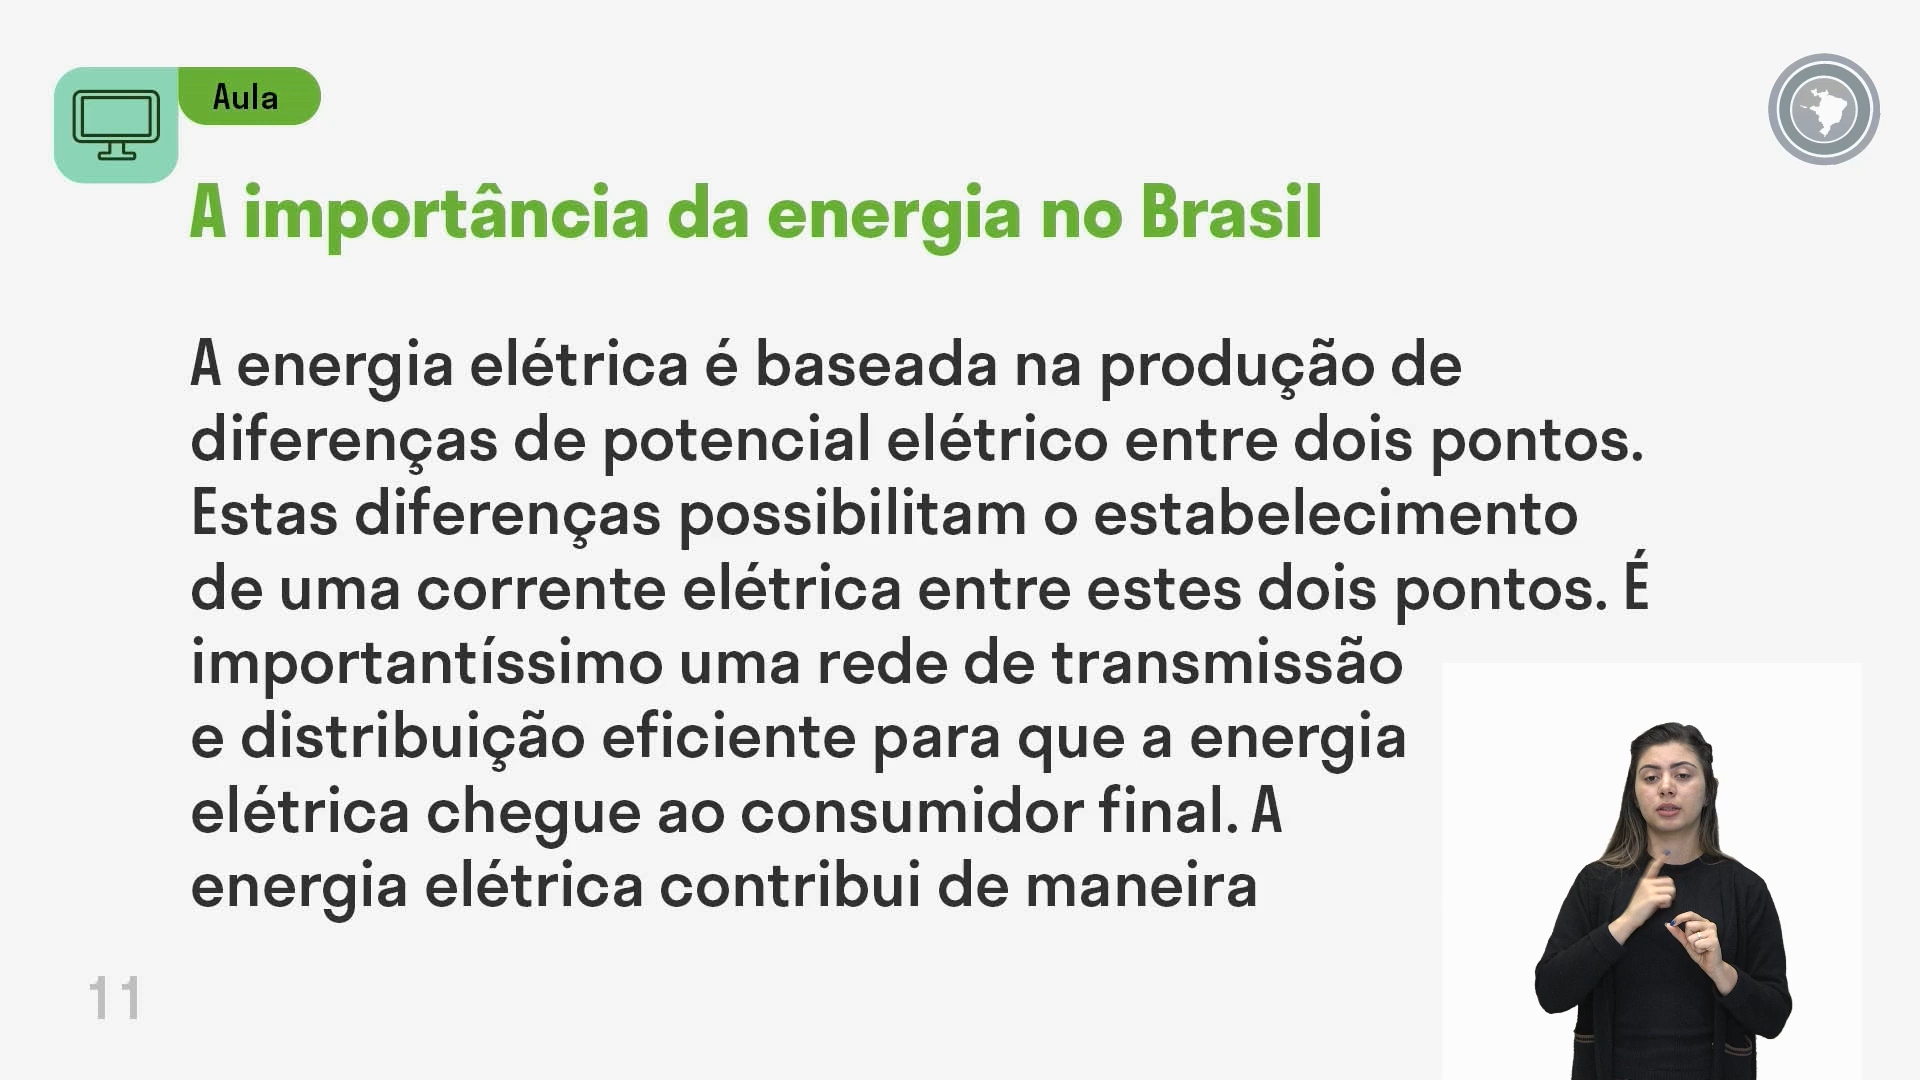 Aula
A importância da energia no Brasil
A energia elétrica é baseada na produção de
diferenças de potencial elétrico entre dois pontos.
Estas diferenças possibilitam o estabelecimento
de uma corrente elétrica entre estes dois pontos. É
importantíssimo uma rede de transmissão
e distribuição eficiente para que a energia
elétrica chegue ao consumidor final. A
energia elétrica contribui de maneira
11